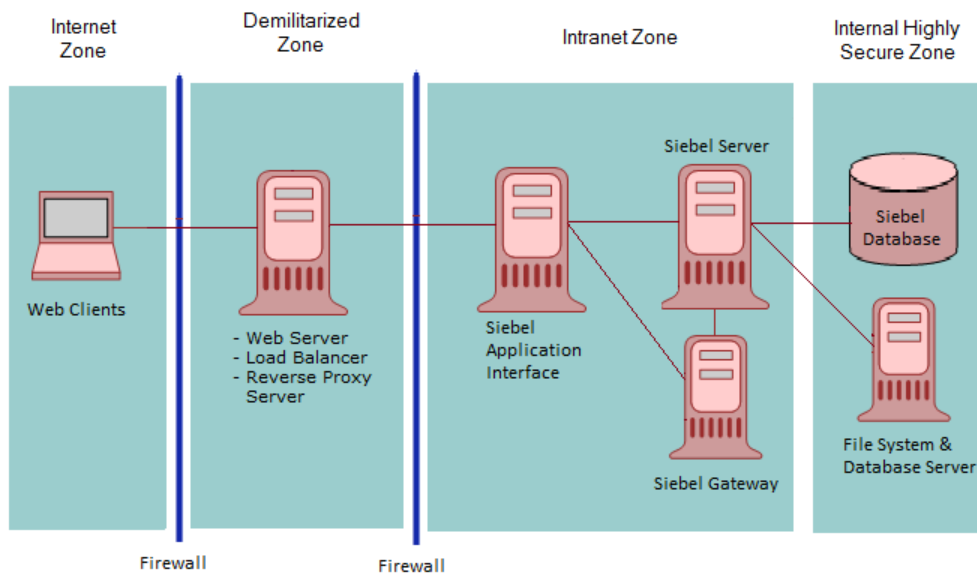 Internet
Zone
Demilitarized
Zone
Intranet Zone
Internal Highly
Secure Zone
Web Clients
- Web Server
- Load Balancer
- Reverse Proxy
Server
Siebel
Application
Interface
Siebel Server
Siebel Gateway
Siebel
Database
File System &
Database Server
Firewall
Firewall